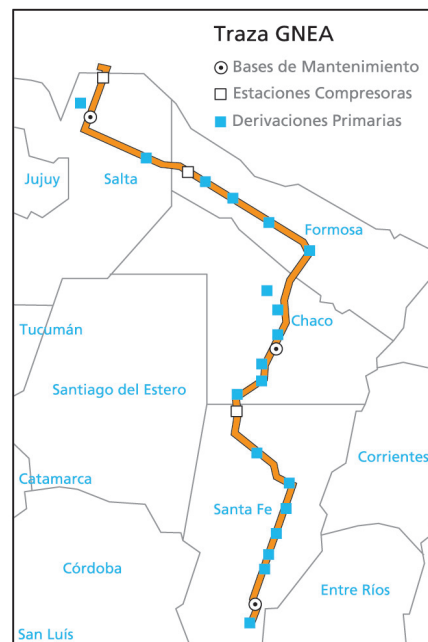 Traza GNEA
Bases de Mantenimiento
Estaciones Compresoras
Derivaciones Primarias
Jujuy
Salta
Formosa
Chaco
Tucumán
Santiago del Estero
Corrientes
Catamarca
Santa Fe
Córdoba
Entre Ríos
San Luís